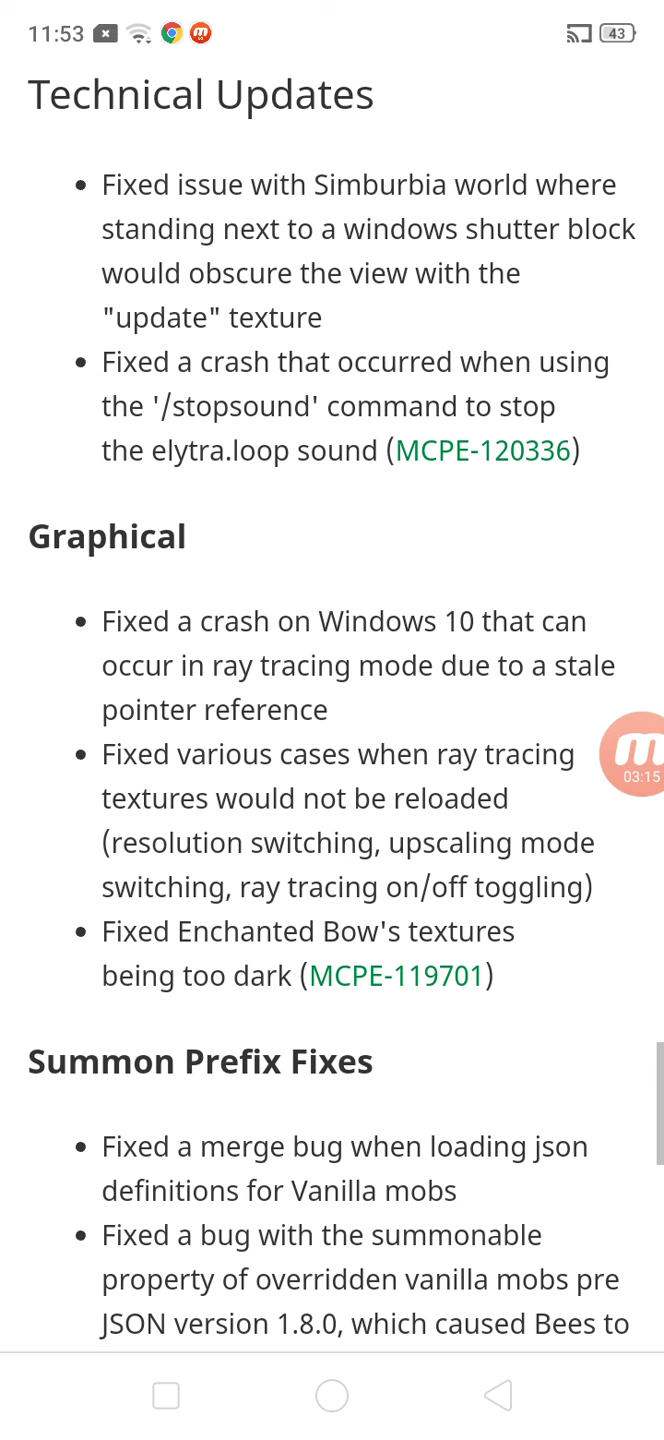 11:53
43
Technical Updates
• Fixed issue with Simburbia world where
standing next to a windows shutter block
would obscure the view with the
"update" texture
• Fixed a crash that occurred when using
the '/stopsound' command to stop
the elytra.loop sound (MCPE-120336)
Graphical
• Fixed a crash on Windows 10 that can
occur in ray tracing mode due to a stale
pointer reference
• Fixed various cases when ray tracing
textures would not be reloaded
(resolution switching, upscaling mode
switching, ray tracing on/off toggling)
03:15
• Fixed Enchanted Bow's textures
being too dark (MCPE-119701)
Summon Prefix Fixes
• Fixed a merge bug when loading json
definitions for Vanilla mobs
• Fixed a bug with the summonable
property of overridden vanilla mobs pre
JSON version 1.8.0, which caused Bees to